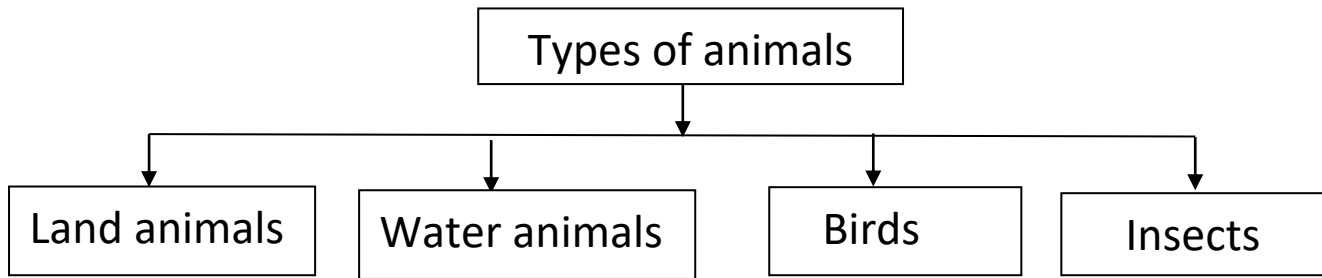 Types of animals
Land animals
Water animals
Birds
Insects